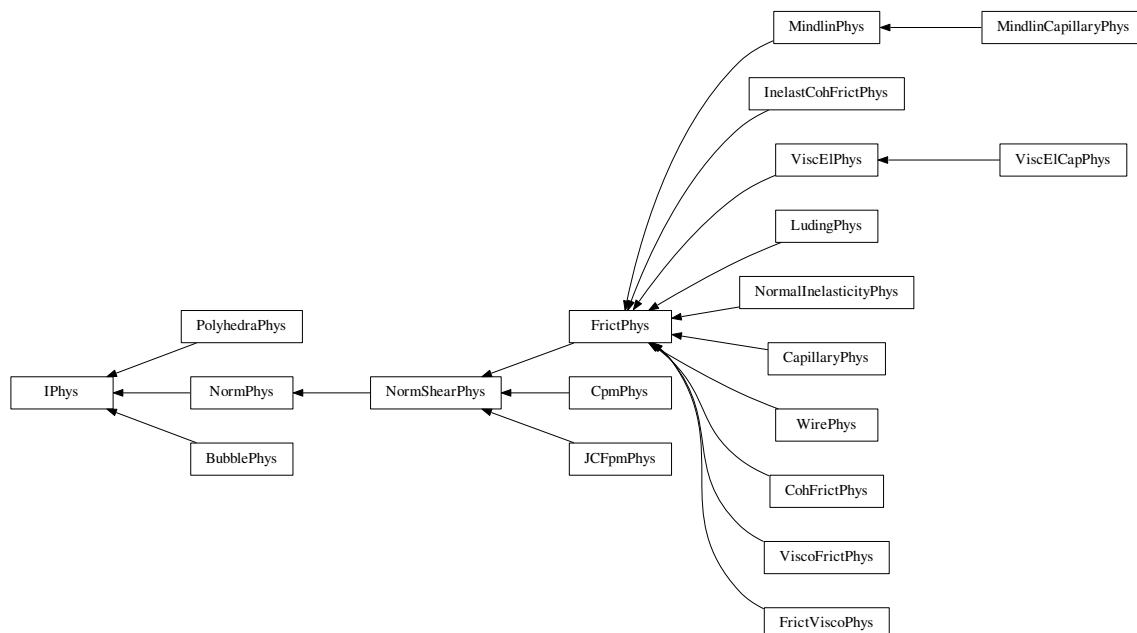 MindlinPhys
MindlinCapillaryPhys
InelastCohFrictPhys
ViscElPhys
ViscElCapPhys
LudingPhys
NormalInelasticityPhys
PolyhedraPhys
FrictPhys
CapillaryPhys
IPhys
NormPhys
NormShearPhys
CpmPhys
WirePhys
BubblePhys
JCFpmPhys
CohFrictPhys
ViscoFrictPhys
FrictViscoPhys